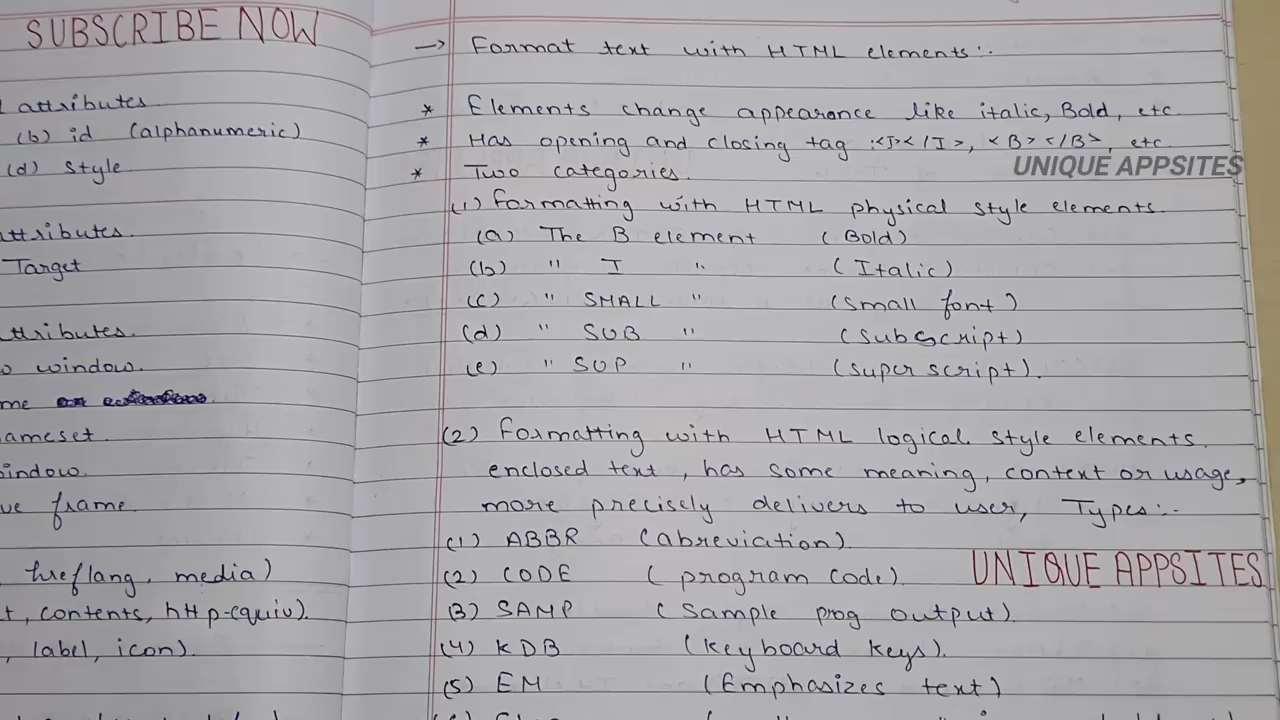 SUBSCRIBE NOW
attributes
(b) id (alphanumeric)
(d) Style
ttributes.
Target
ttributes.
window.
me
ameset.
indow.
ve frame
hreflang, media)
t, contents, http-equiv).
, label, icon).
→ Format text with HTML elements:-
* Elements change appearance like italic, Bold, etc
* Has opening and closing tag :<I></I>, <B></B>, etc.
UNIQUE APPSITES
* Two categories.
(1) Formatting with HTML physical style elements.
(a) The B element (Bold)
(b) " I " (Italic)
(c) " SMALL " (Small font)
(d) " SUB " (Subscript)
(e) " SUP " (Super script).
(2) Formatting with HTML logical style elements.
enclosed text, has some meaning, context or usage,
more precisely delivers to user, Types:-
(1) ABBR (abreviation).
(2) CODE (program code).
UNIQUE APPSITES
(3) SAMP (Sample prog output).
(4) KDB (Keyboard keys).
(5) EM (Emphasizes text)